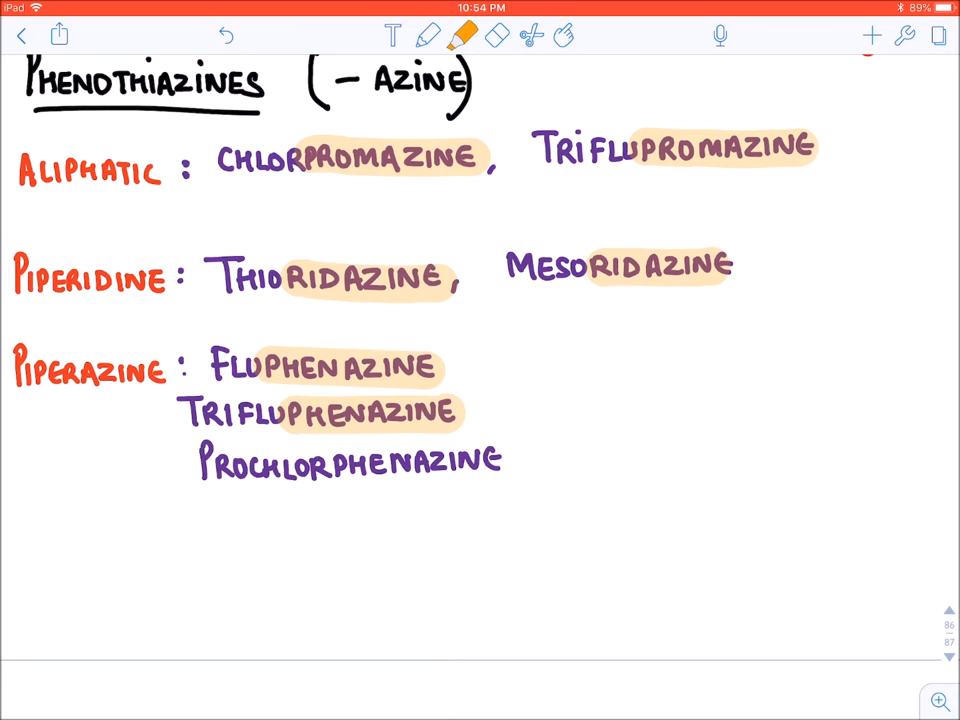 iPad 10:54 PM 89%
PHENOTHIAZINES (- AZINE)
ALIPHATIC : CHLORPROMAZINE, TRIFLUPROMAZINE
PIPERIDINE : THIORIDAZINE, MESORIDAZINE
PIPERAZINE : FLUPHENAZINE
TRIFLUPHENAZINE
PROCHLORPHENAZINE
86
87